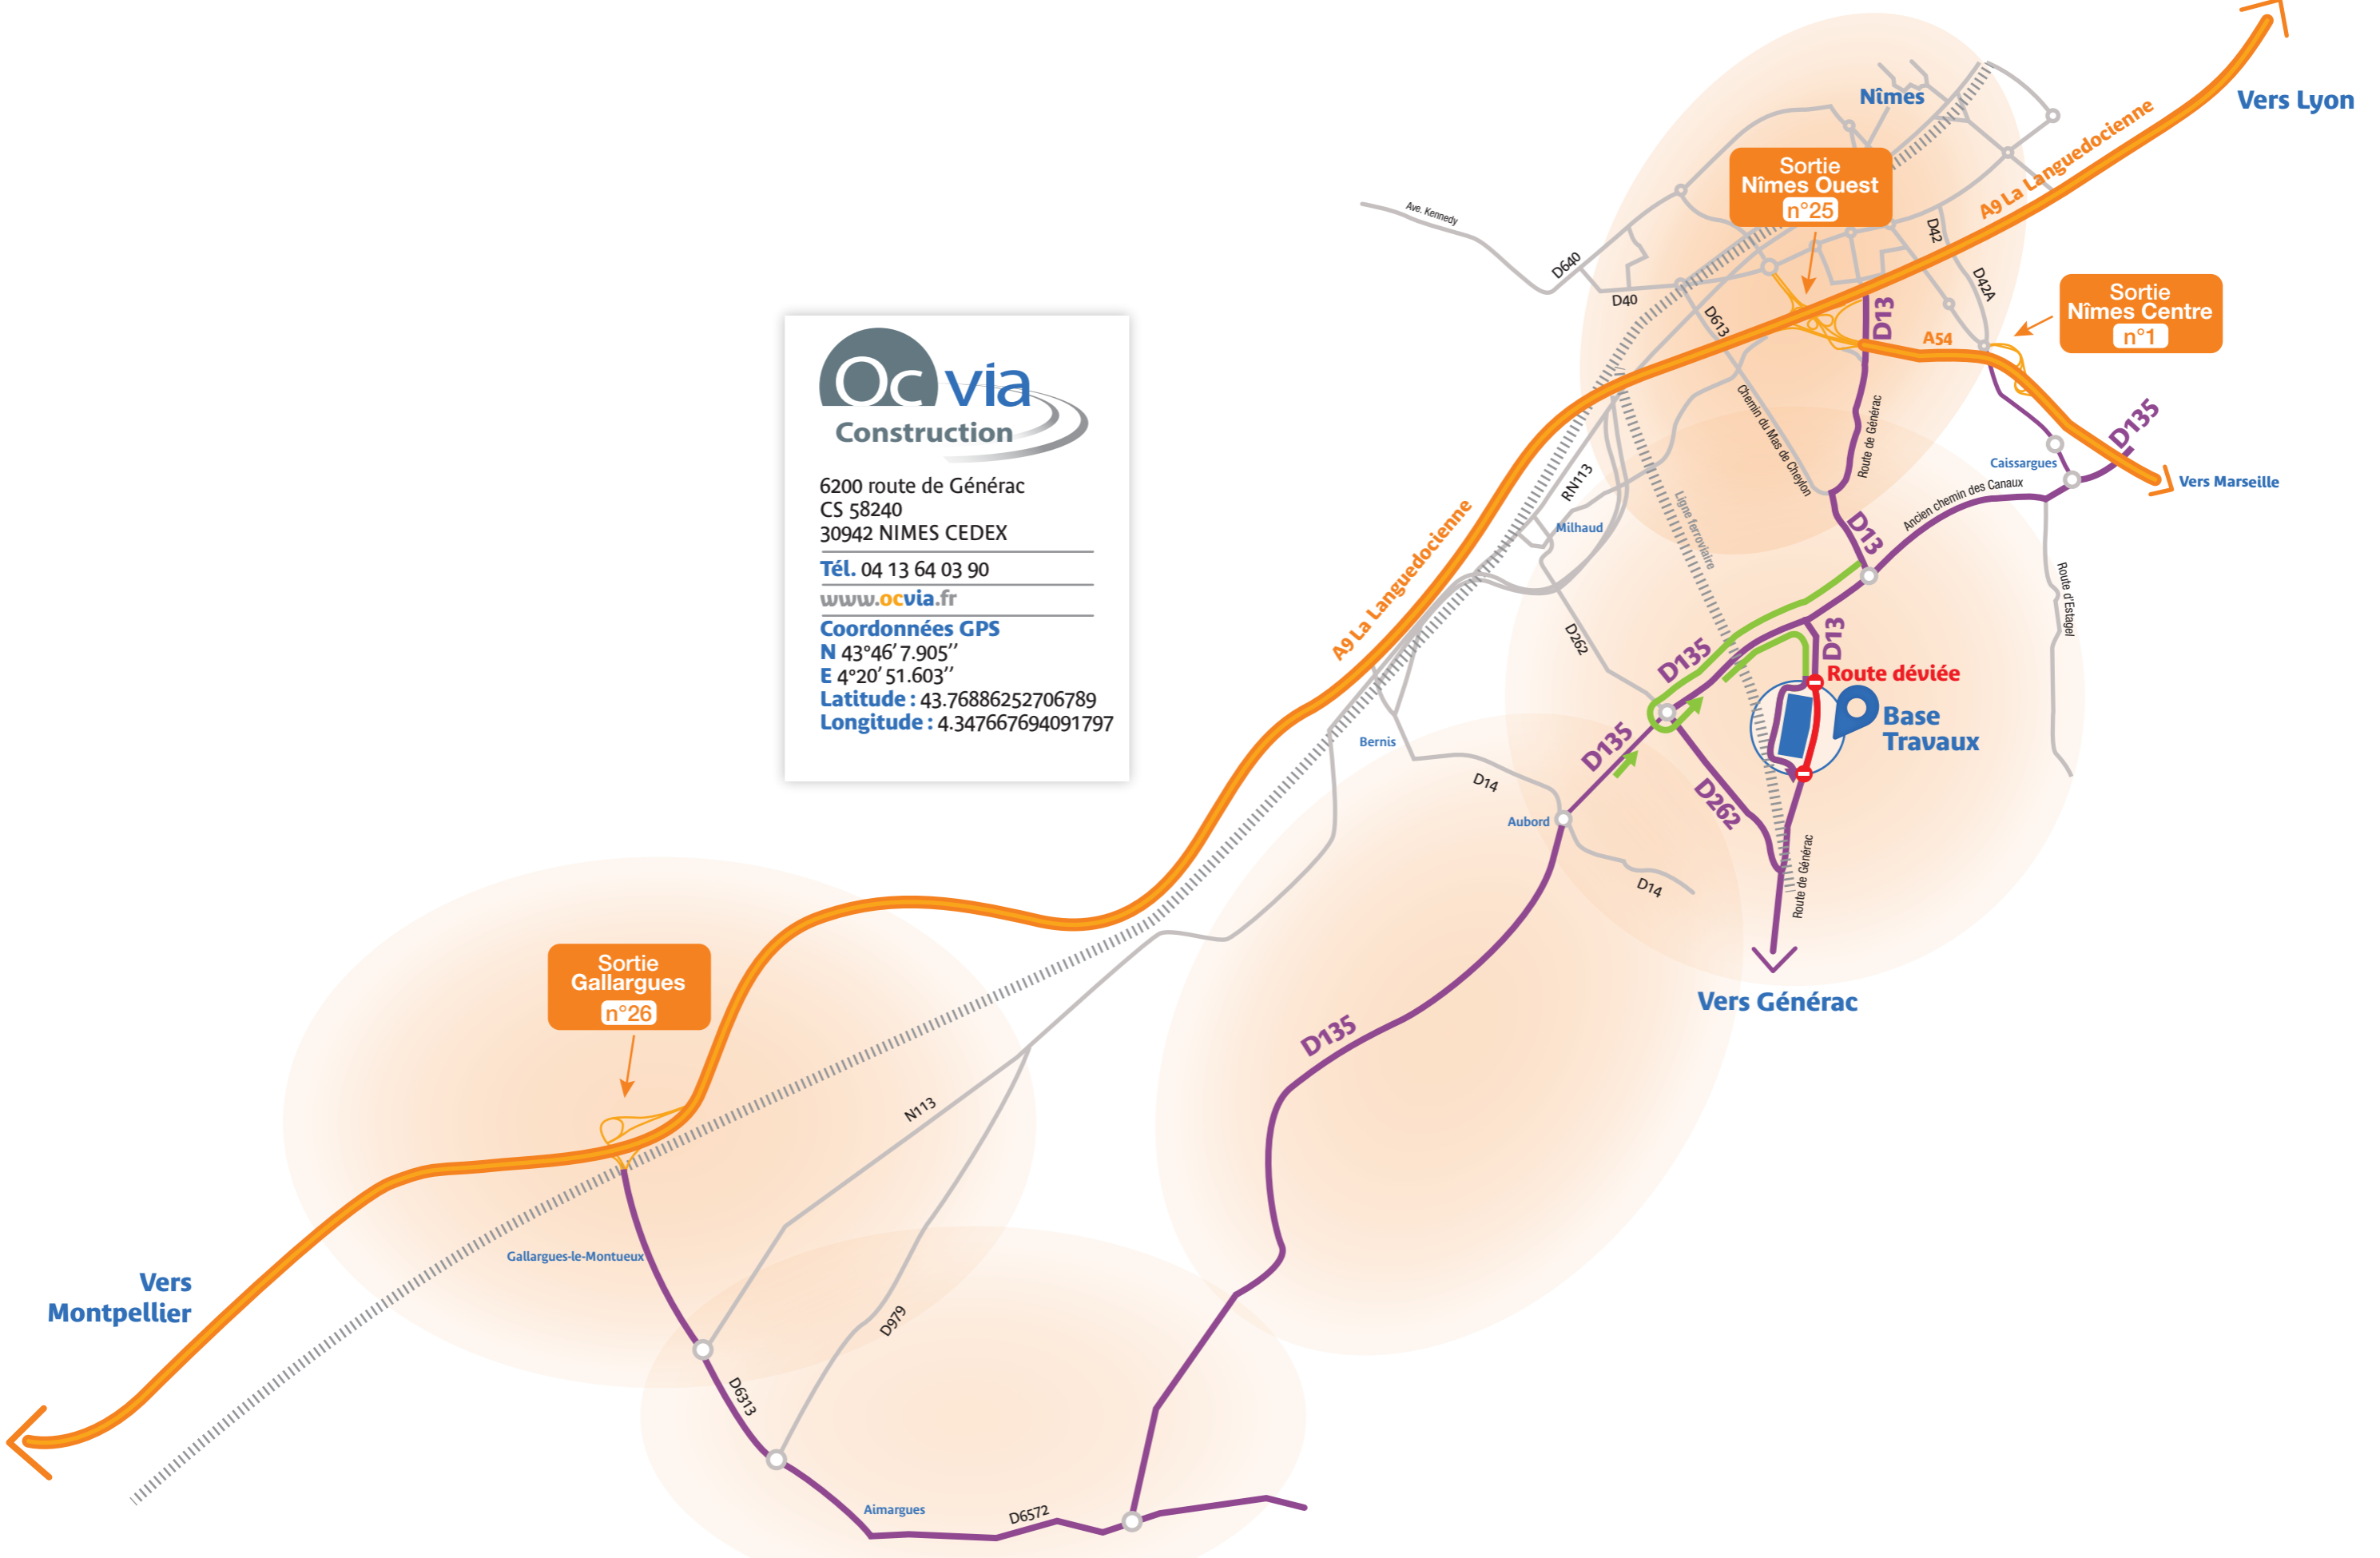 Vers Lyon
Nîmes
A9 La Languedocienne
Sortie
Nîmes Ouest
n°25
Ave. Kennedy
D640
D40
D42
D42A
Sortie
Nîmes Centre
n°1
D613
D13
A54
Oc via
Construction
6200 route de Générac
CS 58240
30942 NIMES CEDEX
Tél. 04 13 64 03 90
www.ocvia.fr
Coordonnées GPS
N 43°46’ 7.905’’
E 4°20’ 51.603’’
Latitude : 43.76886252706789
Longitude : 4.347667694091797
Chemin du Mas de Cheylon
Route de Générac
D135
Caissargues
Vers Marseille
RN113
Ligne ferroviaire
Ancien chemin des Canaux
Milhaud
D13
A9 La Languedocienne
Route d'Estagel
D262
D135
D13
Route déviée
Base
Travaux
Bernis
D135
D14
D262
Aubord
D14
Route de Générac
Vers Générac
Sortie
Gallargues
n°26
D135
N113
Gallargues-le-Montueux
Vers
Montpellier
D979
D6313
Aimargues
D6572